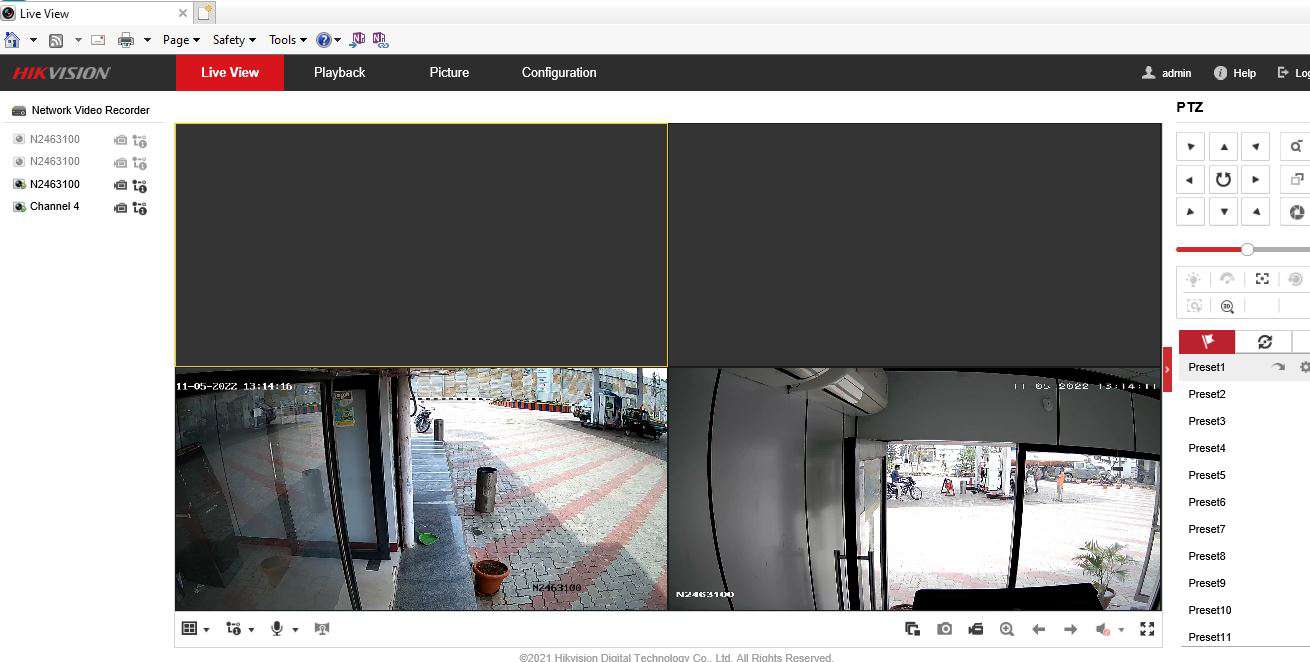 Live View
Page Safety Tools
HIKVISION Live View Playback Picture Configuration admin Help Log
Network Video Recorder
PTZ
N2463100
N2463100
N2463100
Channel 4
11-05-2022 13:14:16
11-05-2022 13:14:11
Preset1
Preset2
Preset3
Preset4
Preset5
Preset6
Preset7
Preset8
Preset9
Preset10
Preset11
N2463100
N2463100
©2021 Hikvision Digital Technology Co., Ltd. All Rights Reserved.